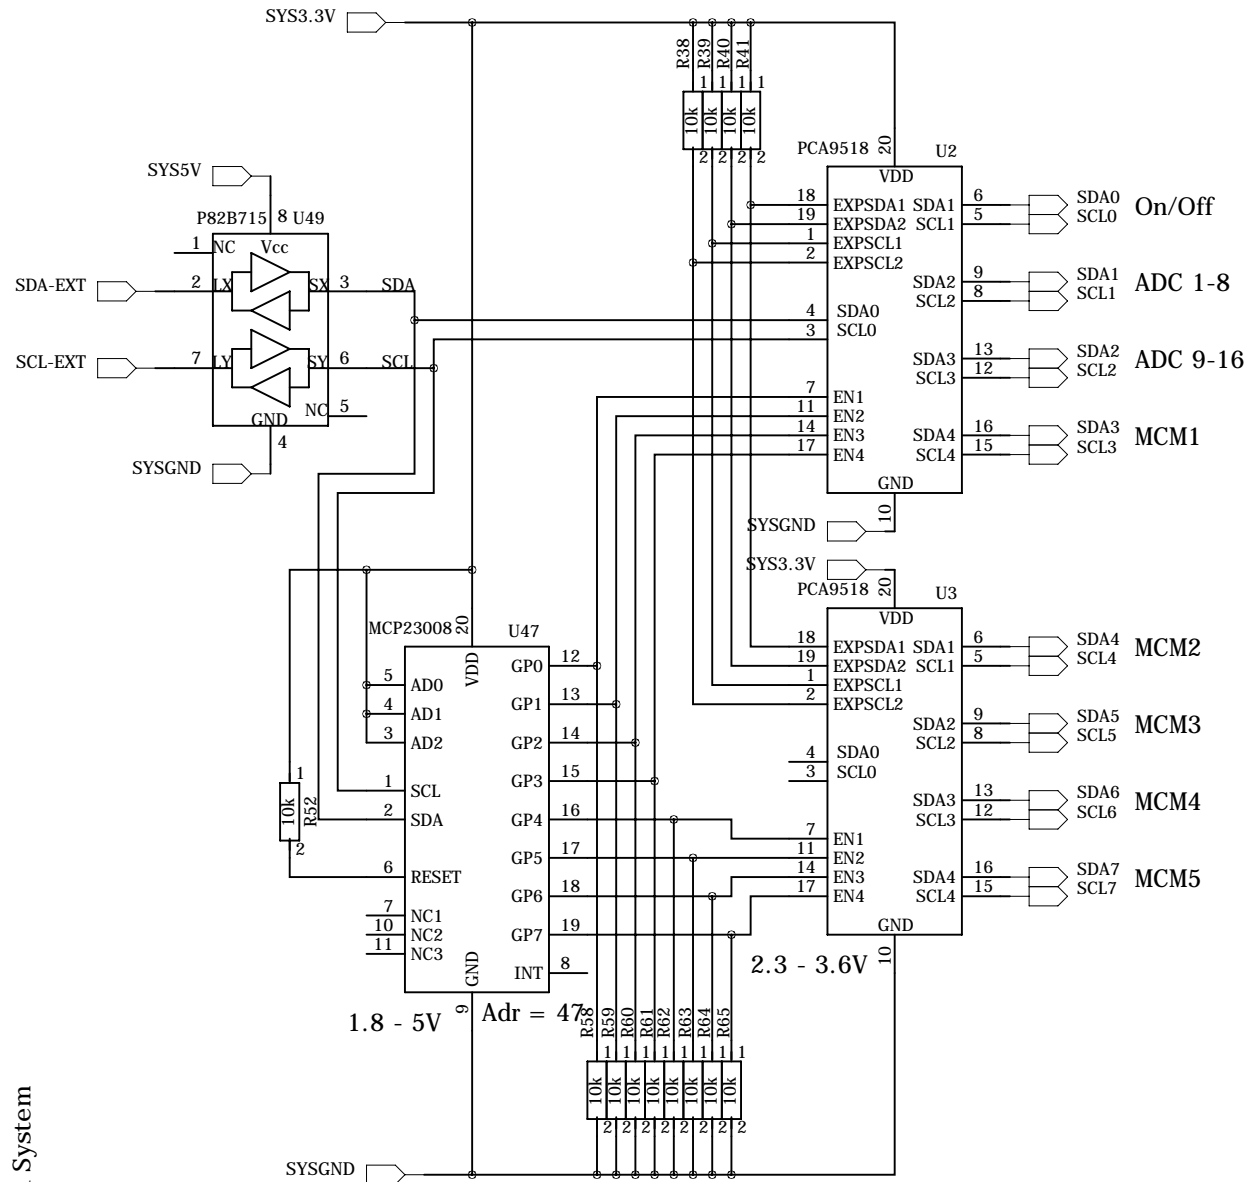 SYS3.3V
R38
R39
R40
R41
1 1 1 1
10k 10k 10k 10k
2 2 2 2
PCA9518
20
U2
VDD
18 EXPSDA1 SDA1 6 SDA0 On/Off
19 EXPSDA2 SCL1 5 SCL0
1 EXPSCL1
2 EXPSCL2
SDA2 9 SDA1 ADC 1-8
SCL2 8 SCL1
4 SDA0
3 SCL0
SDA3 13 SDA2 ADC 9-16
SCL3 12 SCL2
7 EN1
11 EN2
14 EN3 SDA4 16 SDA3 MCM1
17 EN4 SCL4 15 SCL3
GND
10
SYSGND
SYS5V
P82B715 8 U49
1 NC Vcc
SDA-EXT 2 LX SX 3 SDA
SCL-EXT 7 LY SY 6 SCL
NC 5
GND
4
SYSGND
SYS3.3V
PCA9518
20
U3
VDD
18 EXPSDA1 SDA1 6 SDA4 MCM2
19 EXPSDA2 SCL1 5 SCL4
1 EXPSCL1
2 EXPSCL2
SDA2 9 SDA5 MCM3
SCL2 8 SCL5
4 SDA0
3 SCL0
SDA3 13 SDA6 MCM4
SCL3 12 SCL6
7 EN1
11 EN2
14 EN3 SDA4 16 SDA7 MCM5
17 EN4 SCL4 15 SCL7
GND
10
2.3 - 3.6V
MCP23008
20
U47
VDD
GP0 12
5 AD0
GP1 13
4 AD1
GP2 14
3 AD2
GP3 15
1 SCL
GP4 16
2 SDA
GP5 17
6 RESET
GP6 18
7 NC1
10 NC2 GP7 19
11 NC3
INT 8
GND
9
1
10k
R52
2
1.8 - 5V
Adr = 47
R58
R59
R60
R61
R62
R63
R64
R65
1 1 1 1 1 1 1 1
10k 10k 10k 10k 10k 10k 10k 10k
2 2 2 2 2 2 2 2
SYSGND
System